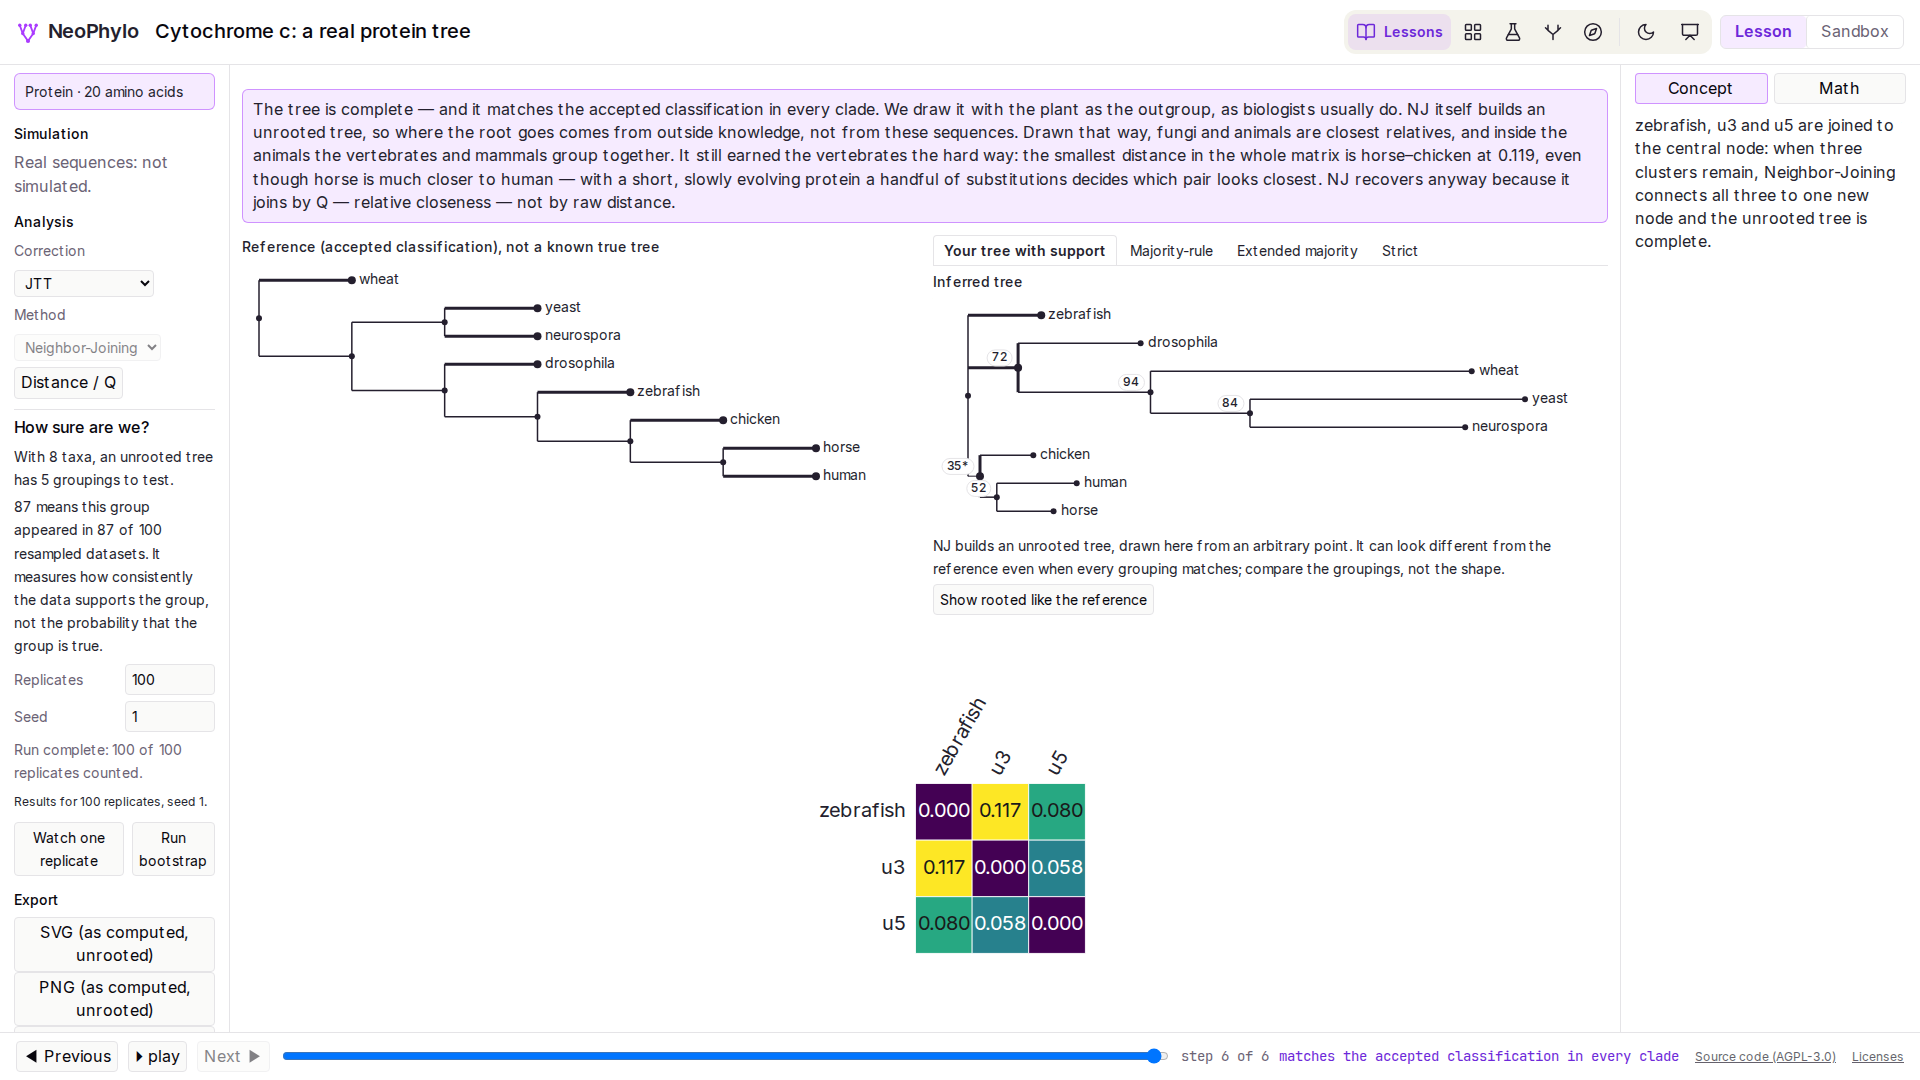 NeoPhylo
Cytochrome c: a real protein tree
Lessons
Lesson
Sandbox
Protein · 20 amino acids
Simulation
Real sequences: not
simulated.
Analysis
Correction
JTT
Method
Neighbor-Joining
Distance / Q
How sure are we?
With 8 taxa, an unrooted tree
has 5 groupings to test.
87 means this group
appeared in 87 of 100
resampled datasets. It
measures how consistently
the data supports the group,
not the probability that the
group is true.
Replicates
100
Seed
1
Run complete: 100 of 100
replicates counted.
Results for 100 replicates, seed 1.
Watch one
replicate
Run
bootstrap
Export
SVG (as computed,
unrooted)
PNG (as computed,
unrooted)
The tree is complete — and it matches the accepted classification in every clade. We draw it with the plant as the outgroup, as biologists usually do. NJ itself builds an
unrooted tree, so where the root goes comes from outside knowledge, not from these sequences. Drawn that way, fungi and animals are closest relatives, and inside the
animals the vertebrates and mammals group together. It still earned the vertebrates the hard way: the smallest distance in the whole matrix is horse–chicken at 0.119, even
though horse is much closer to human — with a short, slowly evolving protein a handful of substitutions decides which pair looks closest. NJ recovers anyway because it
joins by Q — relative closeness — not by raw distance.
Reference (accepted classification), not a known true tree
wheat
yeast
neurospora
drosophila
zebrafish
chicken
horse
human
Your tree with support
Majority-rule
Extended majority
Strict
Inferred tree
zebrafish
drosophila
72
wheat
94
yeast
84
neurospora
chicken
35*
human
52
horse
NJ builds an unrooted tree, drawn here from an arbitrary point. It can look different from the
reference even when every grouping matches; compare the groupings, not the shape.
Show rooted like the reference
zebrafish u3 u5
zebrafish 0.000 0.117 0.080
u3 0.117 0.000 0.058
u5 0.080 0.058 0.000
Concept
Math
zebrafish, u3 and u5 are joined to
the central node: when three
clusters remain, Neighbor-Joining
connects all three to one new
node and the unrooted tree is
complete.
Previous
play
Next
step 6 of 6
matches the accepted classification in every clade
Source code (AGPL-3.0)
Licenses